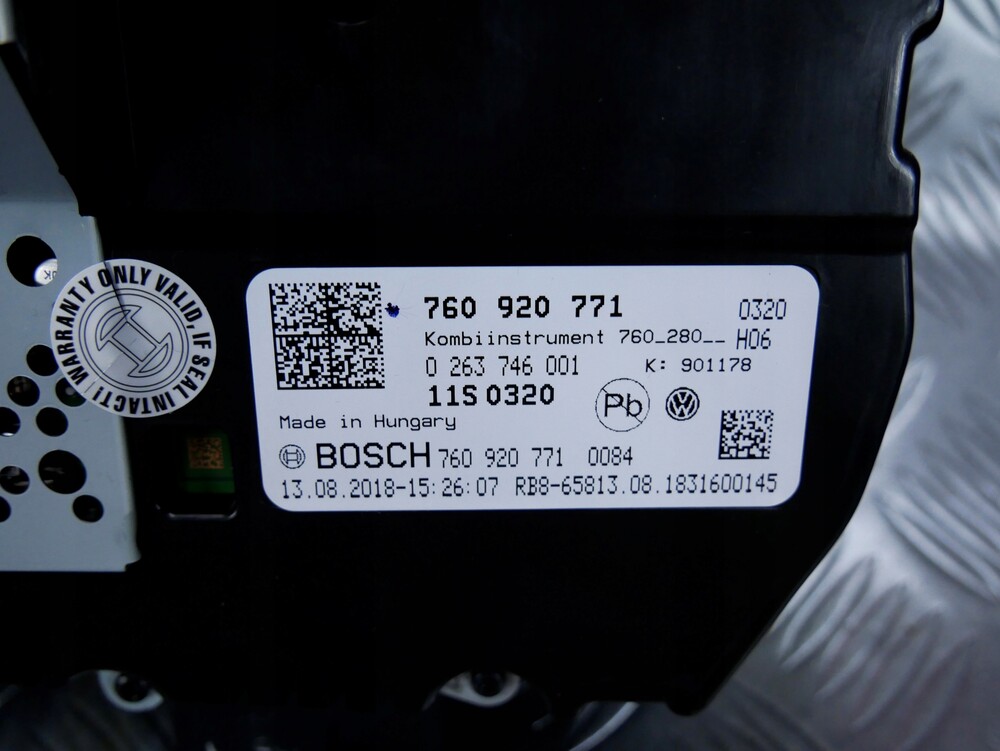 WARRANTY ONLY VALID, IF SEAL INTACT!
760 920 771 0320
Kombiinstrument 760_280__ H06
0 263 746 001 K: 901178
11S 0320 Pb
Made in Hungary
BOSCH 760 920 771 0084
13.08.2018-15:26:07 RB8-65813.08.1831600145